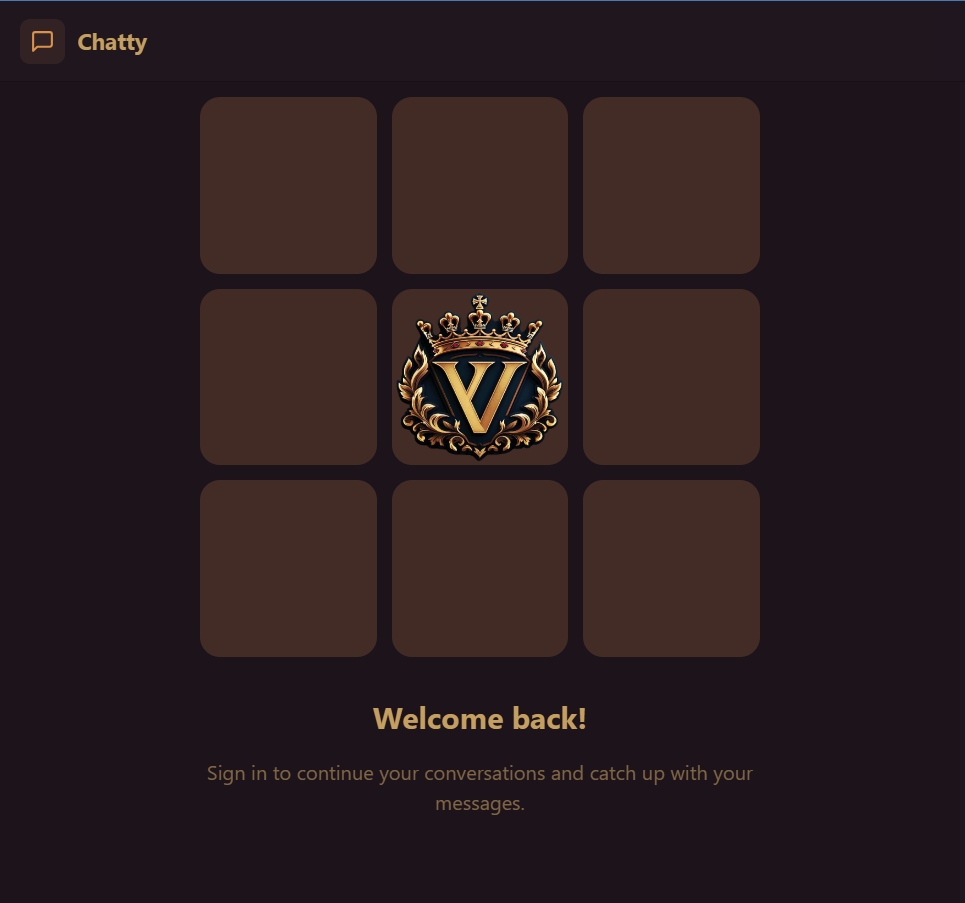 Chatty
V
Welcome back!
Sign in to continue your conversations and catch up with your
messages.